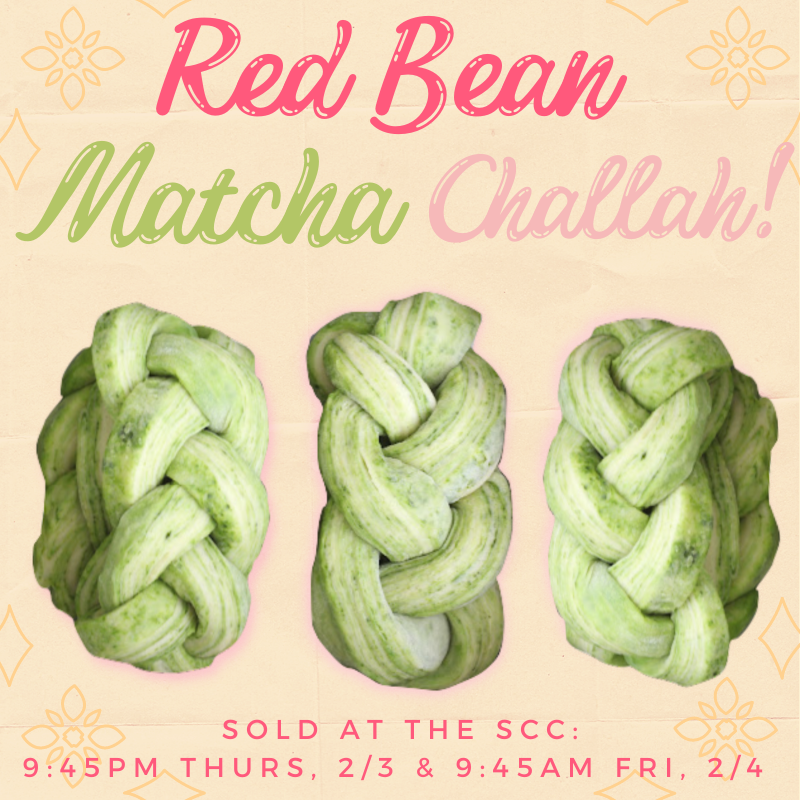 Red Bean
Matcha Challah!
SOLD AT THE SCC:
9:45PM THURS, 2/3 & 9:45AM FRI, 2/4